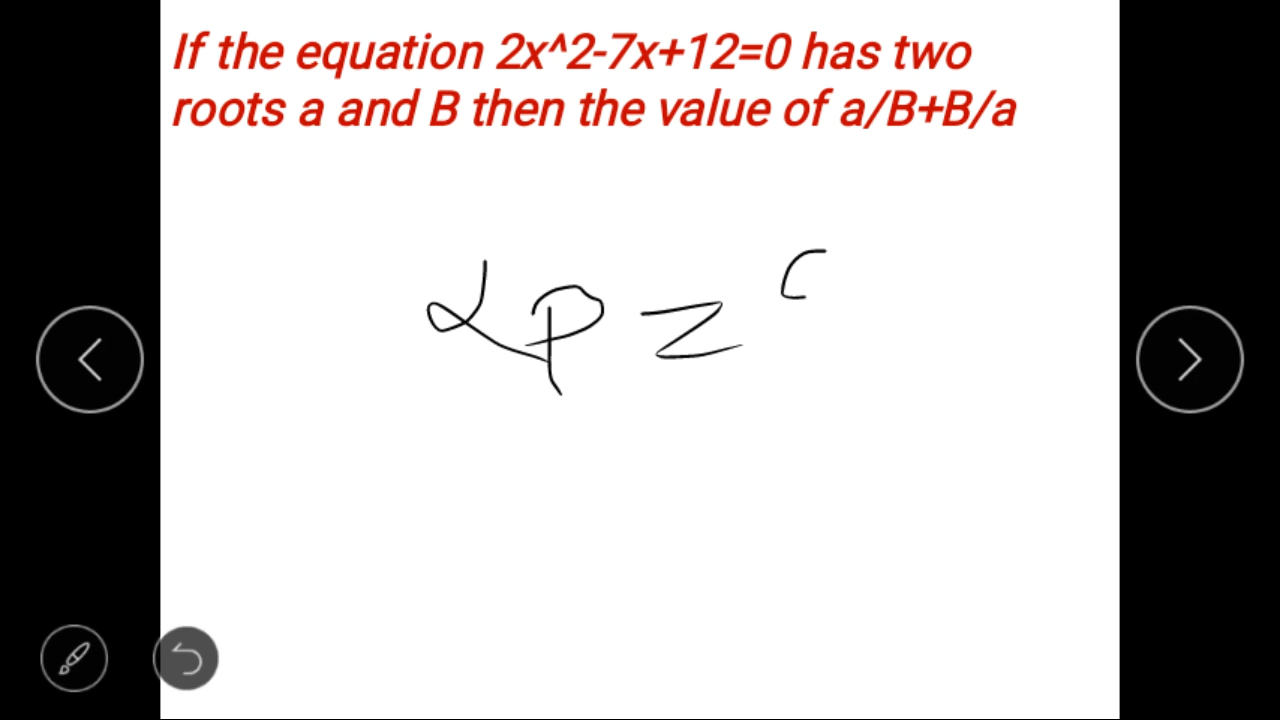 If the equation 2x^2-7x+12=0 has two
roots a and B then the value of a/B+B/a
αβ = c